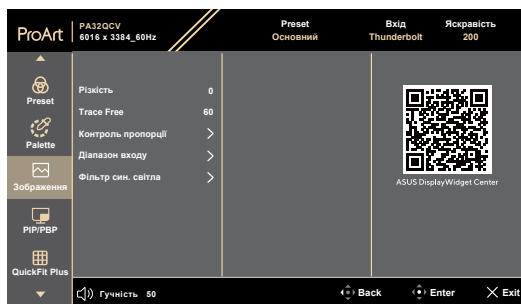 ProArt
PA32QCV
6016 x 3384_60Hz
Preset
Основний
Вхід
Thunderbolt
Яскравість
200
Preset
Palette
Зображення
PIP/PBP
QuickFit Plus
Різкість 0
Trace Free 60
Контроль пропорції
Діапазон входу
Фільтр син. світла
ASUS DisplayWidget Center
Гучність 50
Back
Enter
Exit